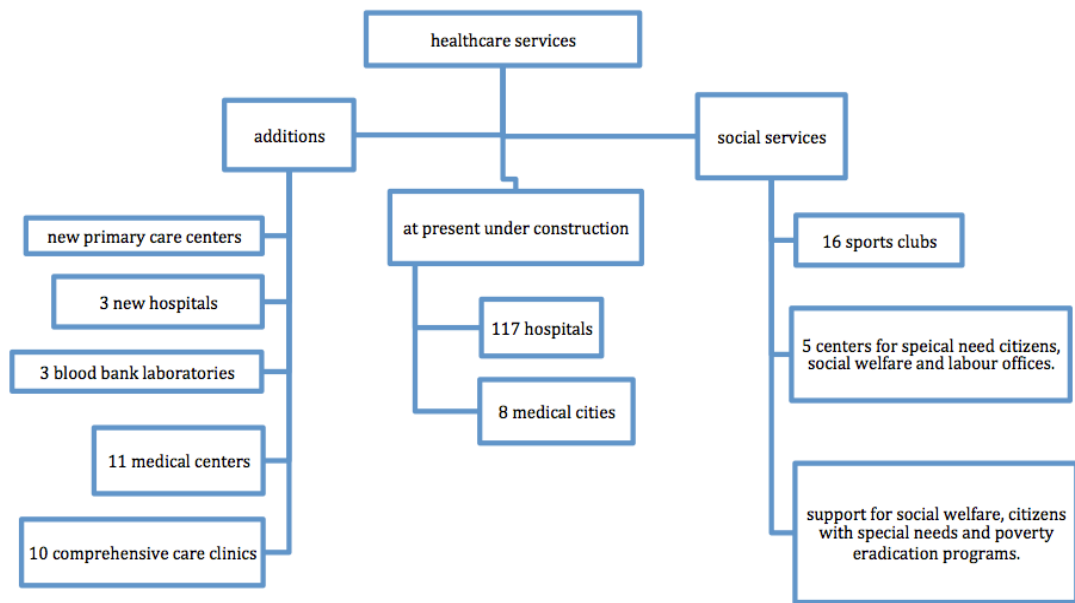 healthcare services
additions
new primary care centers
3 new hospitals
3 blood bank laboratories
11 medical centers
10 comprehensive care clinics
at present under construction
117 hospitals
8 medical cities
social services
16 sports clubs
5 centers for speical need citizens,
social welfare and labour offices.
support for social welfare, citizens
with special needs and poverty
eradication programs.